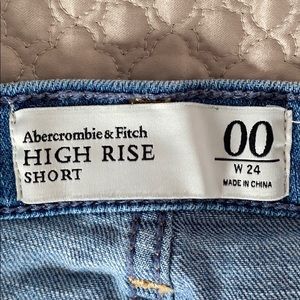 Abercrombie & Fitch
HIGH RISE
SHORT
00
W 24
MADE IN CHINA